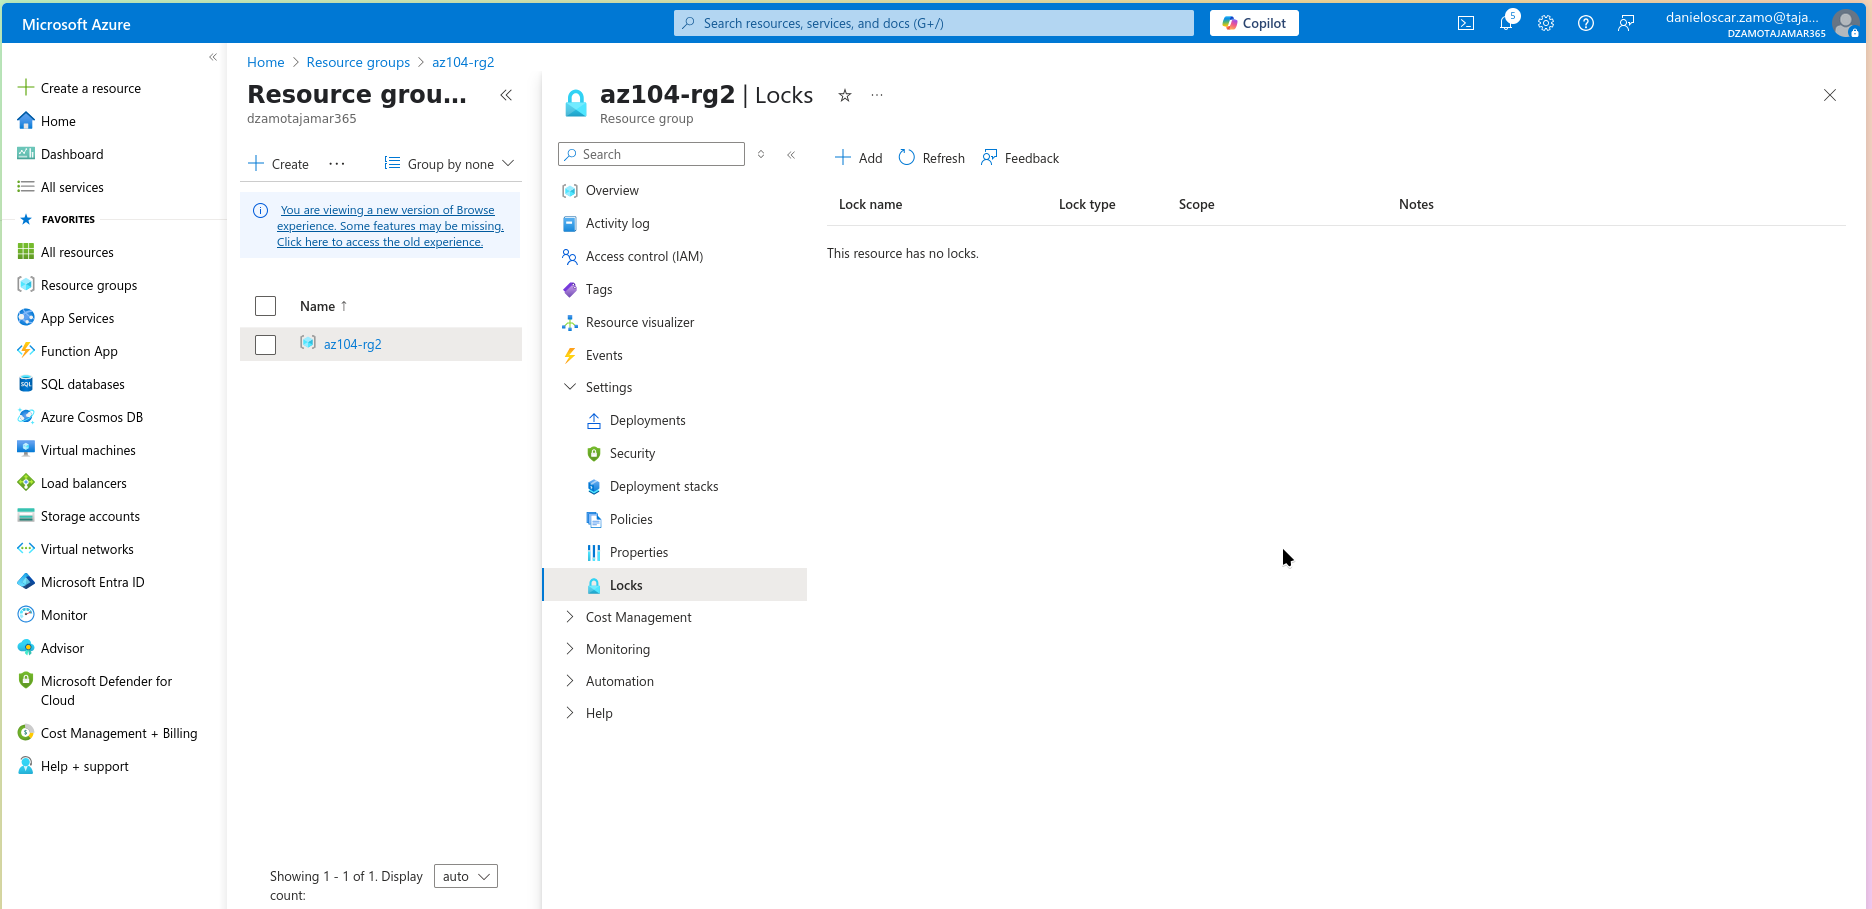 Microsoft Azure
Search resources, services, and docs (G+/)
Copilot
5
danieloscar.zamo@taja...
DZAMOTAJAMAR365
Create a resource
Home
Dashboard
All services
FAVORITES
All resources
Resource groups
App Services
Function App
SQL databases
Azure Cosmos DB
Virtual machines
Load balancers
Storage accounts
Virtual networks
Microsoft Entra ID
Monitor
Advisor
Microsoft Defender for
Cloud
Cost Management + Billing
Help + support
Home > Resource groups > az104-rg2
Resource grou...
dzamotajamar365
Create
Group by none
You are viewing a new version of Browse
experience. Some features may be missing.
Click here to access the old experience.
Name ↑
az104-rg2
Showing 1 - 1 of 1. Display
count:
auto
az104-rg2 | Locks
Resource group
Search
Overview
Activity log
Access control (IAM)
Tags
Resource visualizer
Events
Settings
Deployments
Security
Deployment stacks
Policies
Properties
Locks
Cost Management
Monitoring
Automation
Help
Add
Refresh
Feedback
Lock name
Lock type
Scope
Notes
This resource has no locks.